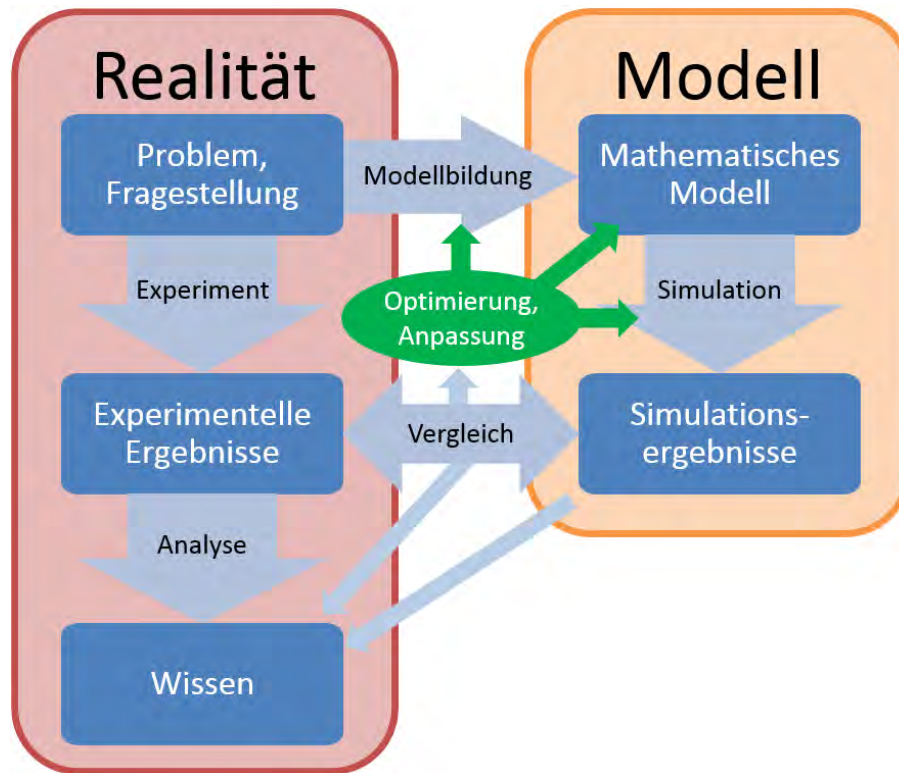 Realität
Modell
Problem,
Fragestellung
Modellbildung
Mathematisches
Modell
Experiment
Optimierung,
Anpassung
Simulation
Experimentelle
Ergebnisse
Vergleich
Simulations-
ergebnisse
Analyse
Wissen